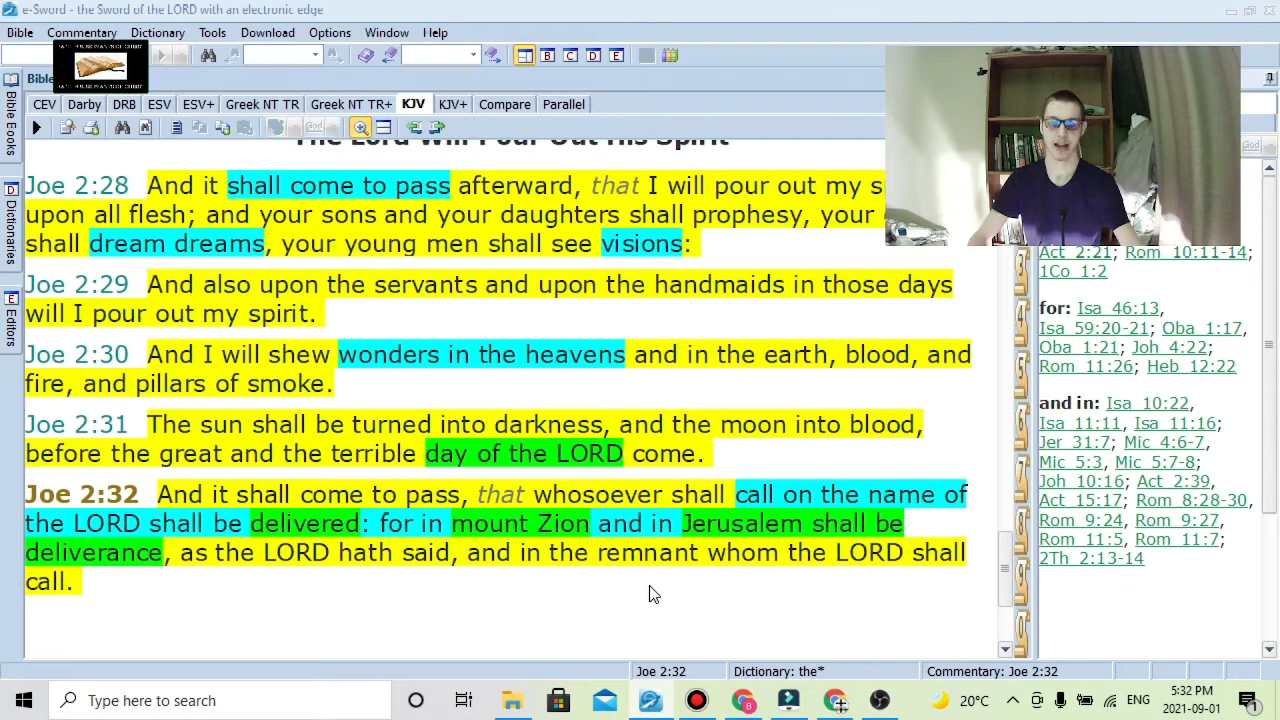 e-Sword - the Sword of the LORD with an electronic edge
Bible Commentary Dictionary Tools Download Options Window Help
B C D E
Bible
CEV Darby DRB ESV ESV+ Greek NT TR Greek NT TR+ KJV KJV+ Compare Parallel
God
The Lord Will Pour Out His Spirit
Joe 2:28 And it shall come to pass afterward, that I will pour out my
upon all flesh; and your sons and your daughters shall prophesy, your
shall dream dreams, your young men shall see visions:
Joe 2:29 And also upon the servants and upon the handmaids in those days
will I pour out my spirit.
Joe 2:30 And I will shew wonders in the heavens and in the earth, blood, and
fire, and pillars of smoke.
Joe 2:31 The sun shall be turned into darkness, and the moon into blood,
before the great and the terrible day of the LORD come.
Joe 2:32 And it shall come to pass, that whosoever shall call on the name of
the LORD shall be delivered: for in mount Zion and in Jerusalem shall be
deliverance, as the LORD hath said, and in the remnant whom the LORD shall
call.
Bible Books
D Dictionaries
E Editors
God
Act 2:21; Rom 10:11-14;
1Co 1:2
for: Isa 46:13,
Isa 59:20-21; Oba 1:17,
Oba 1:21; Joh 4:22;
Rom 11:26; Heb 12:22
and in: Isa 10:22,
Isa 11:11, Isa 11:16;
Jer 31:7; Mic 4:6-7,
Mic 5:3, Mic 5:7-8;
Joh 10:16; Act 2:39,
Act 15:17; Rom 8:28-30,
Rom 9:24, Rom 9:27,
Rom 11:5, Rom 11:7;
2Th 2:13-14
Joe 2:32 Dictionary: the* Commentary: Joe 2:32
Type here to search
20°C ENG 5:32 PM
2021-09-01